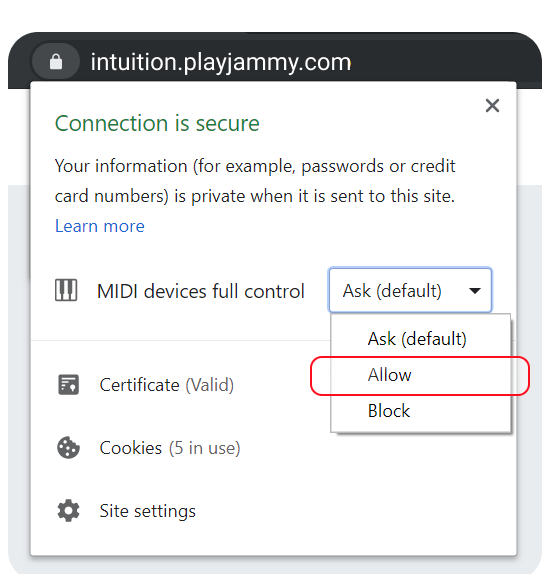 intuition.playjammy.com
Connection is secure
Your information (for example, passwords or credit
card numbers) is private when it is sent to this site.
Learn more
MIDI devices full control
Ask (default)
Ask (default)
Allow
Block
Certificate (Valid)
Cookies (5 in use)
Site settings